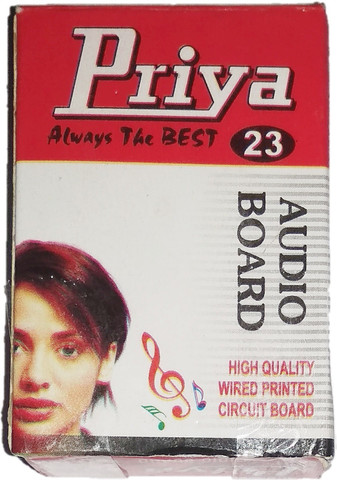 Priya
Always The BEST
23
AUDIO
BOARD
HIGH QUALITY
WIRED PRINTED
CIRCUIT BOARD